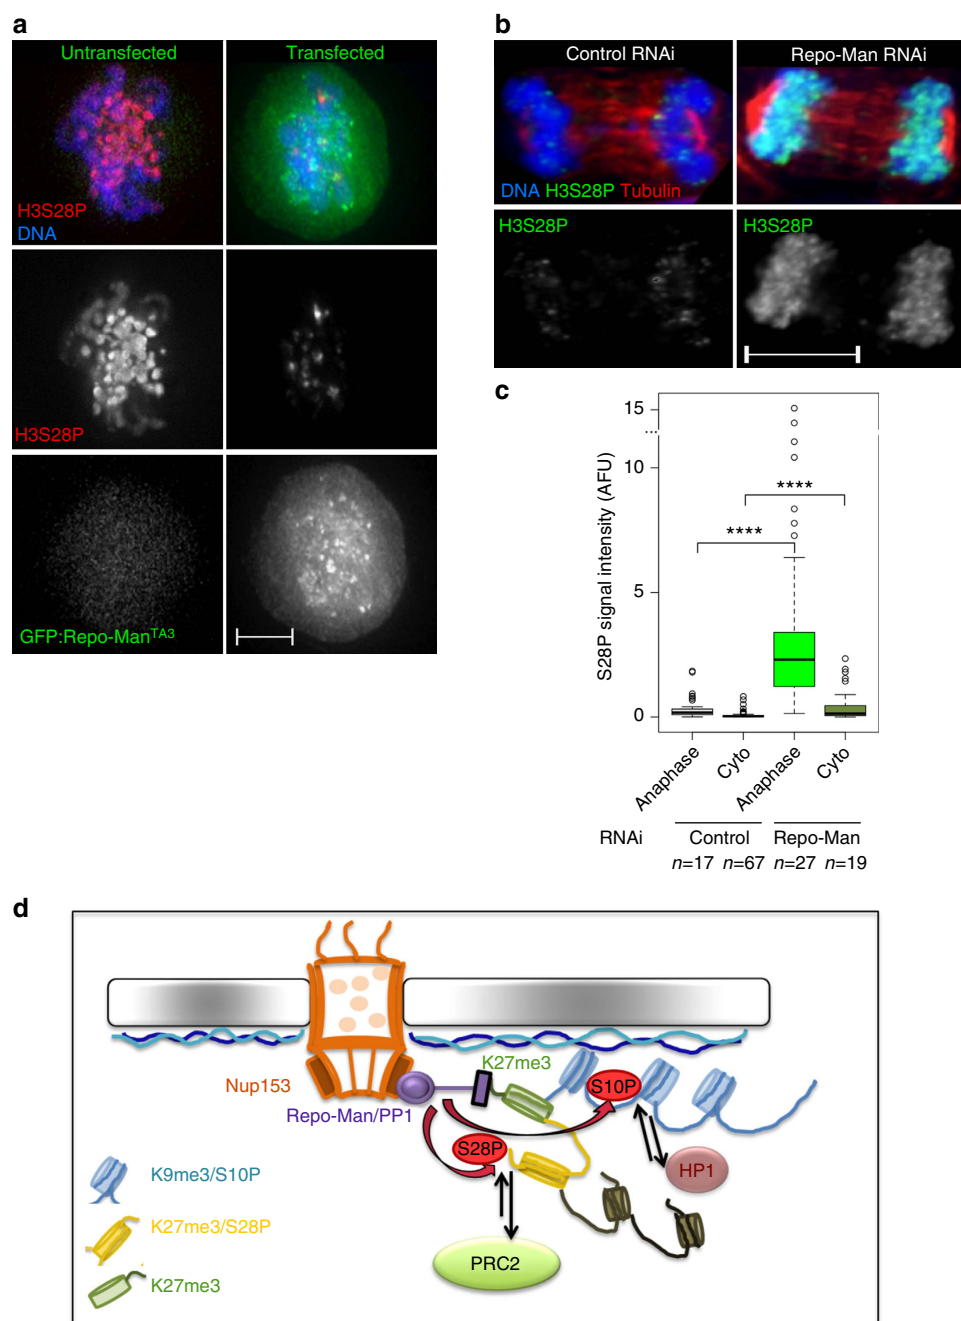 a
Untransfected
Transfected
H3S28P
DNA
H3S28P
GFP:Repo-ManTA3
b
Control RNAi
Repo-Man RNAi
DNA H3S28P Tubulin
H3S28P
H3S28P
c
S28P signal intensity (AFU)
15
...
10
5
0
****
****
Anaphase
Cyto
Anaphase
Cyto
RNAi
Control
Repo-Man
n=17
n=67
n=27
n=19
d
Nup153
Repo-Man/PP1
K27me3
S10P
S28P
HP1
PRC2
K9me3/S10P
K27me3/S28P
K27me3